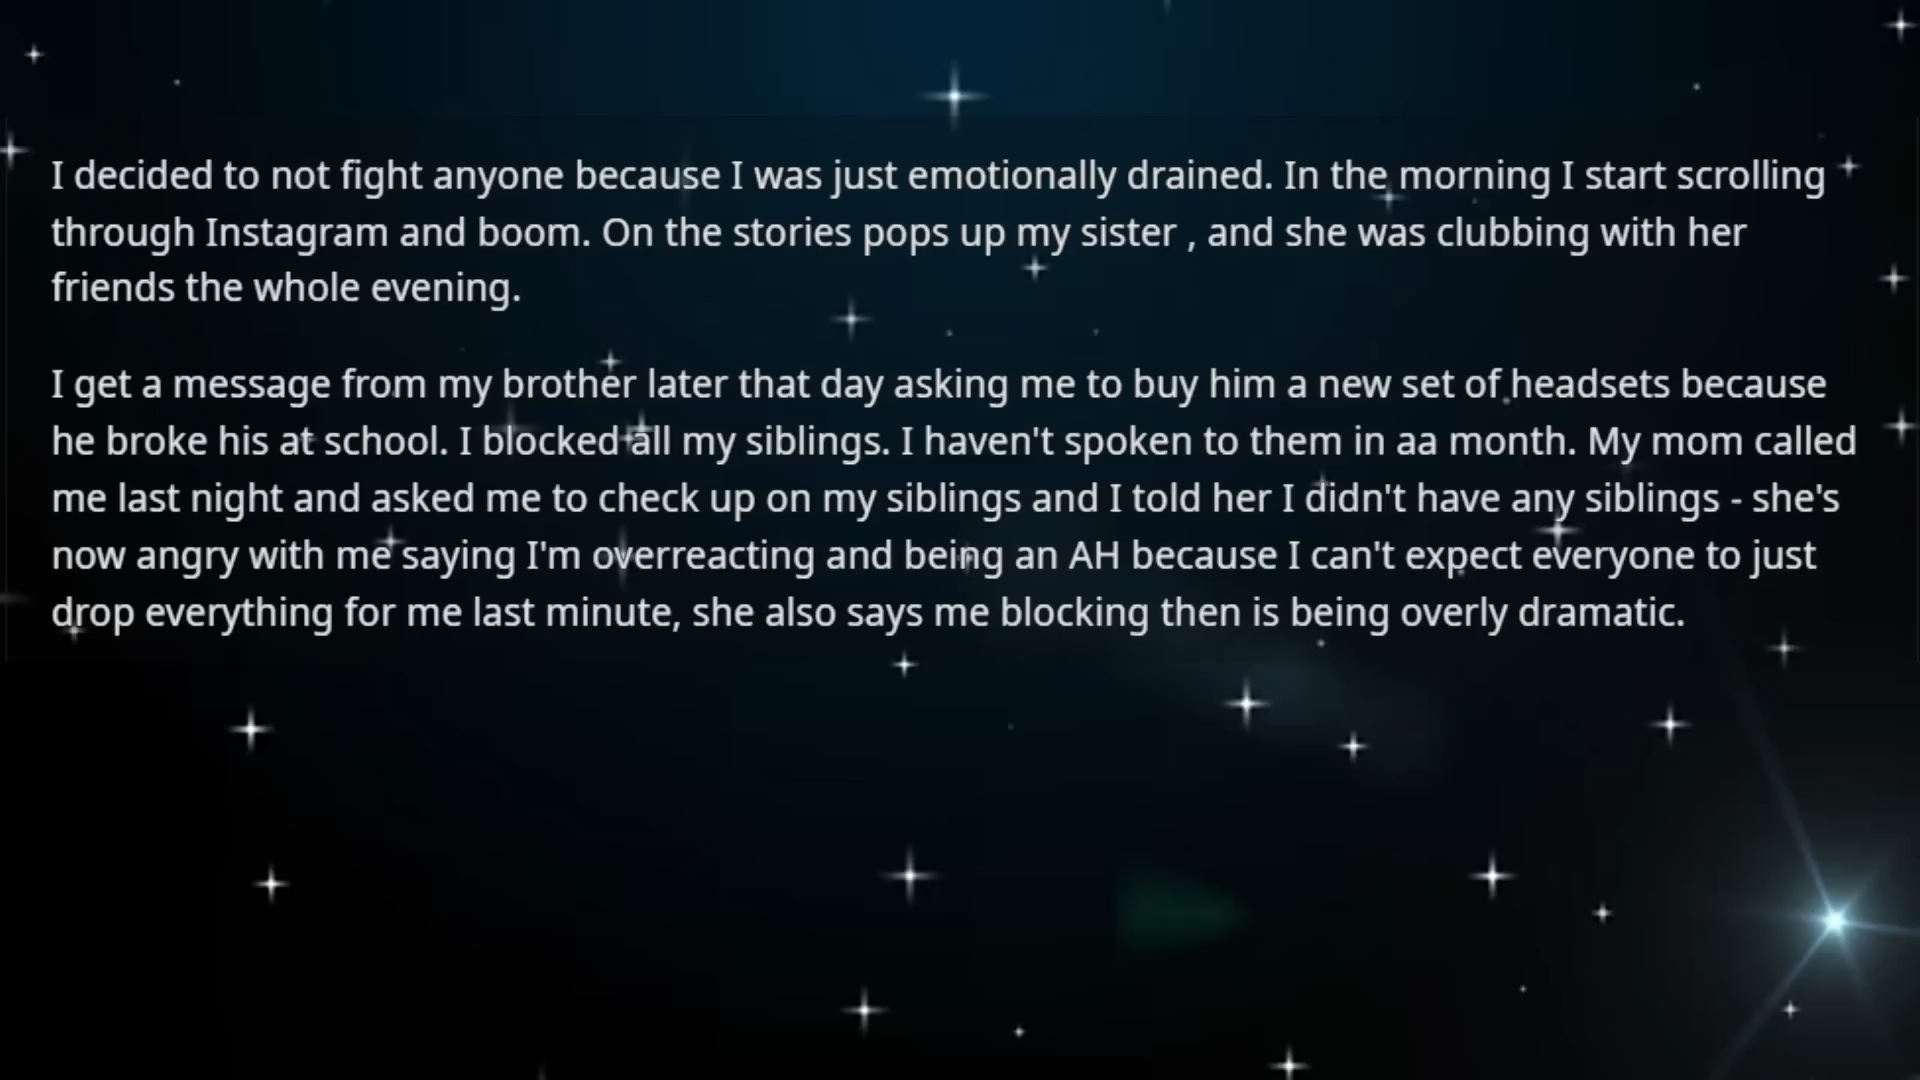 I decided to not fight anyone because I was just emotionally drained. In the morning I start scrolling
through Instagram and boom. On the stories pops up my sister , and she was clubbing with her
friends the whole evening.
I get a message from my brother later that day asking me to buy him a new set of headsets because
he broke his at school. I blocked all my siblings. I haven't spoken to them in aa month. My mom called
me last night and asked me to check up on my siblings and I told her I didn't have any siblings - she's
now angry with me saying I'm overreacting and being an AH because I can't expect everyone to just
drop everything for me last minute, she also says me blocking then is being overly dramatic.